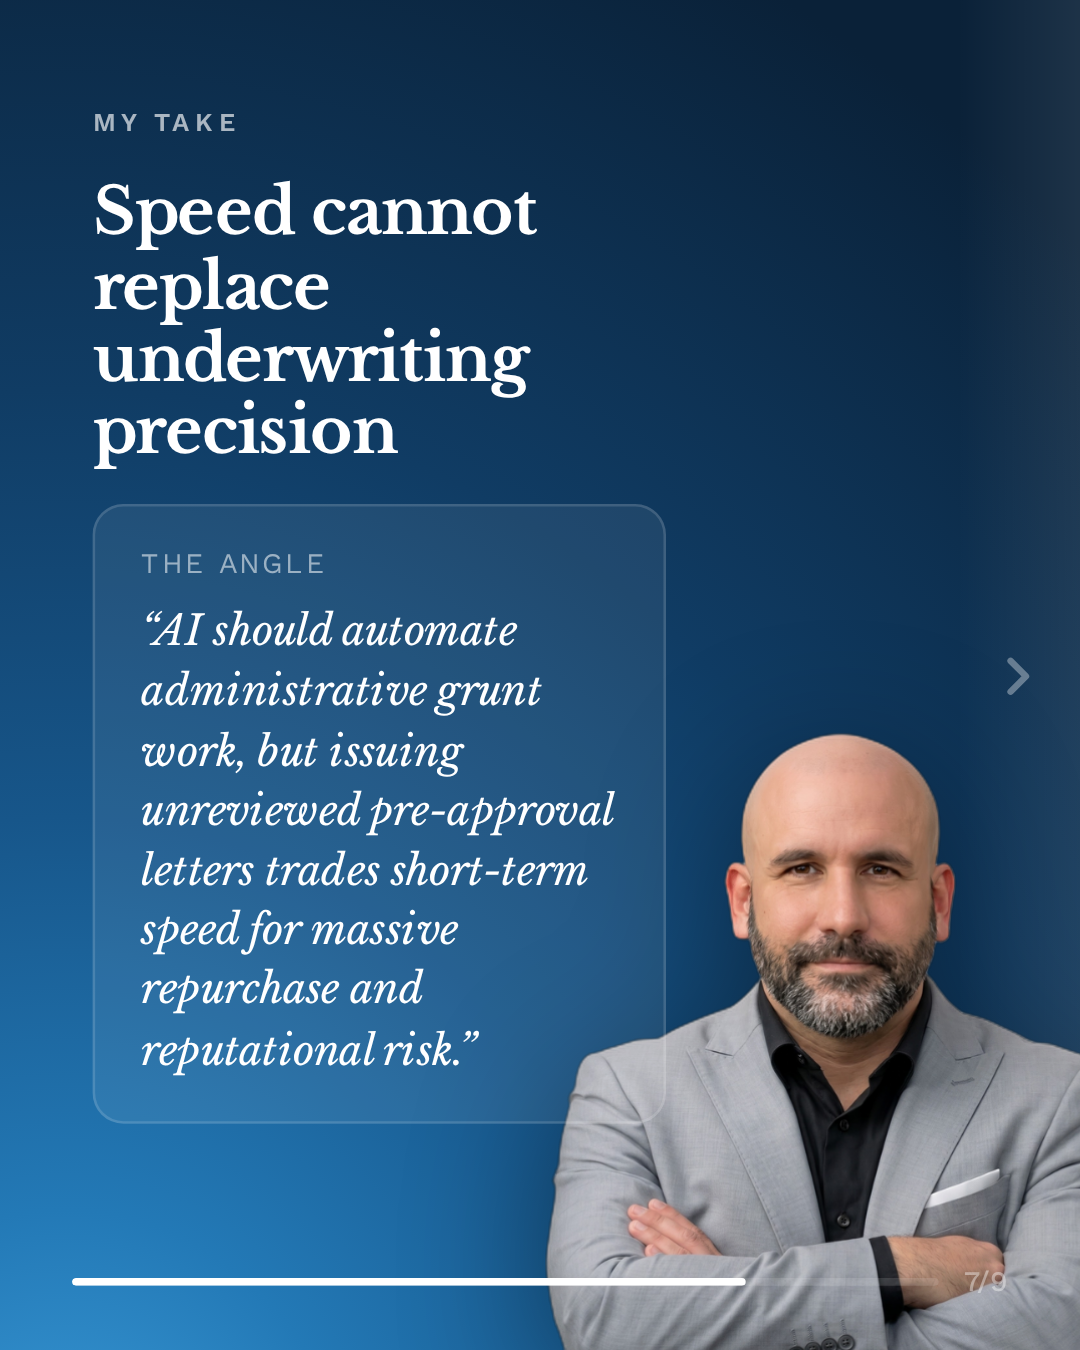 MY TAKE
Speed cannot
replace
underwriting
precision
THE ANGLE
“AI should automate
administrative grunt
work, but issuing
unreviewed pre-approval
letters trades short-term
speed for massive
repurchase and
reputational risk.”
7/9